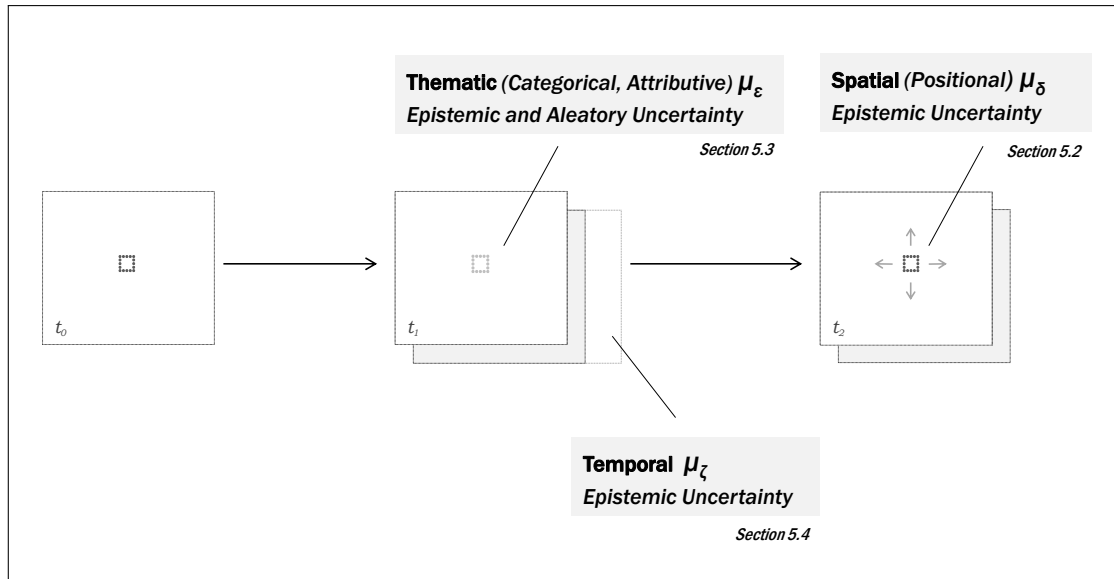 Thematic (Categorical, Attributive) με
Epistemic and Aleatory Uncertainty
Section 5.3
Spatial (Positional) μδ
Epistemic Uncertainty
Section 5.2
t0
t1
t2
Temporal μζ
Epistemic Uncertainty
Section 5.4